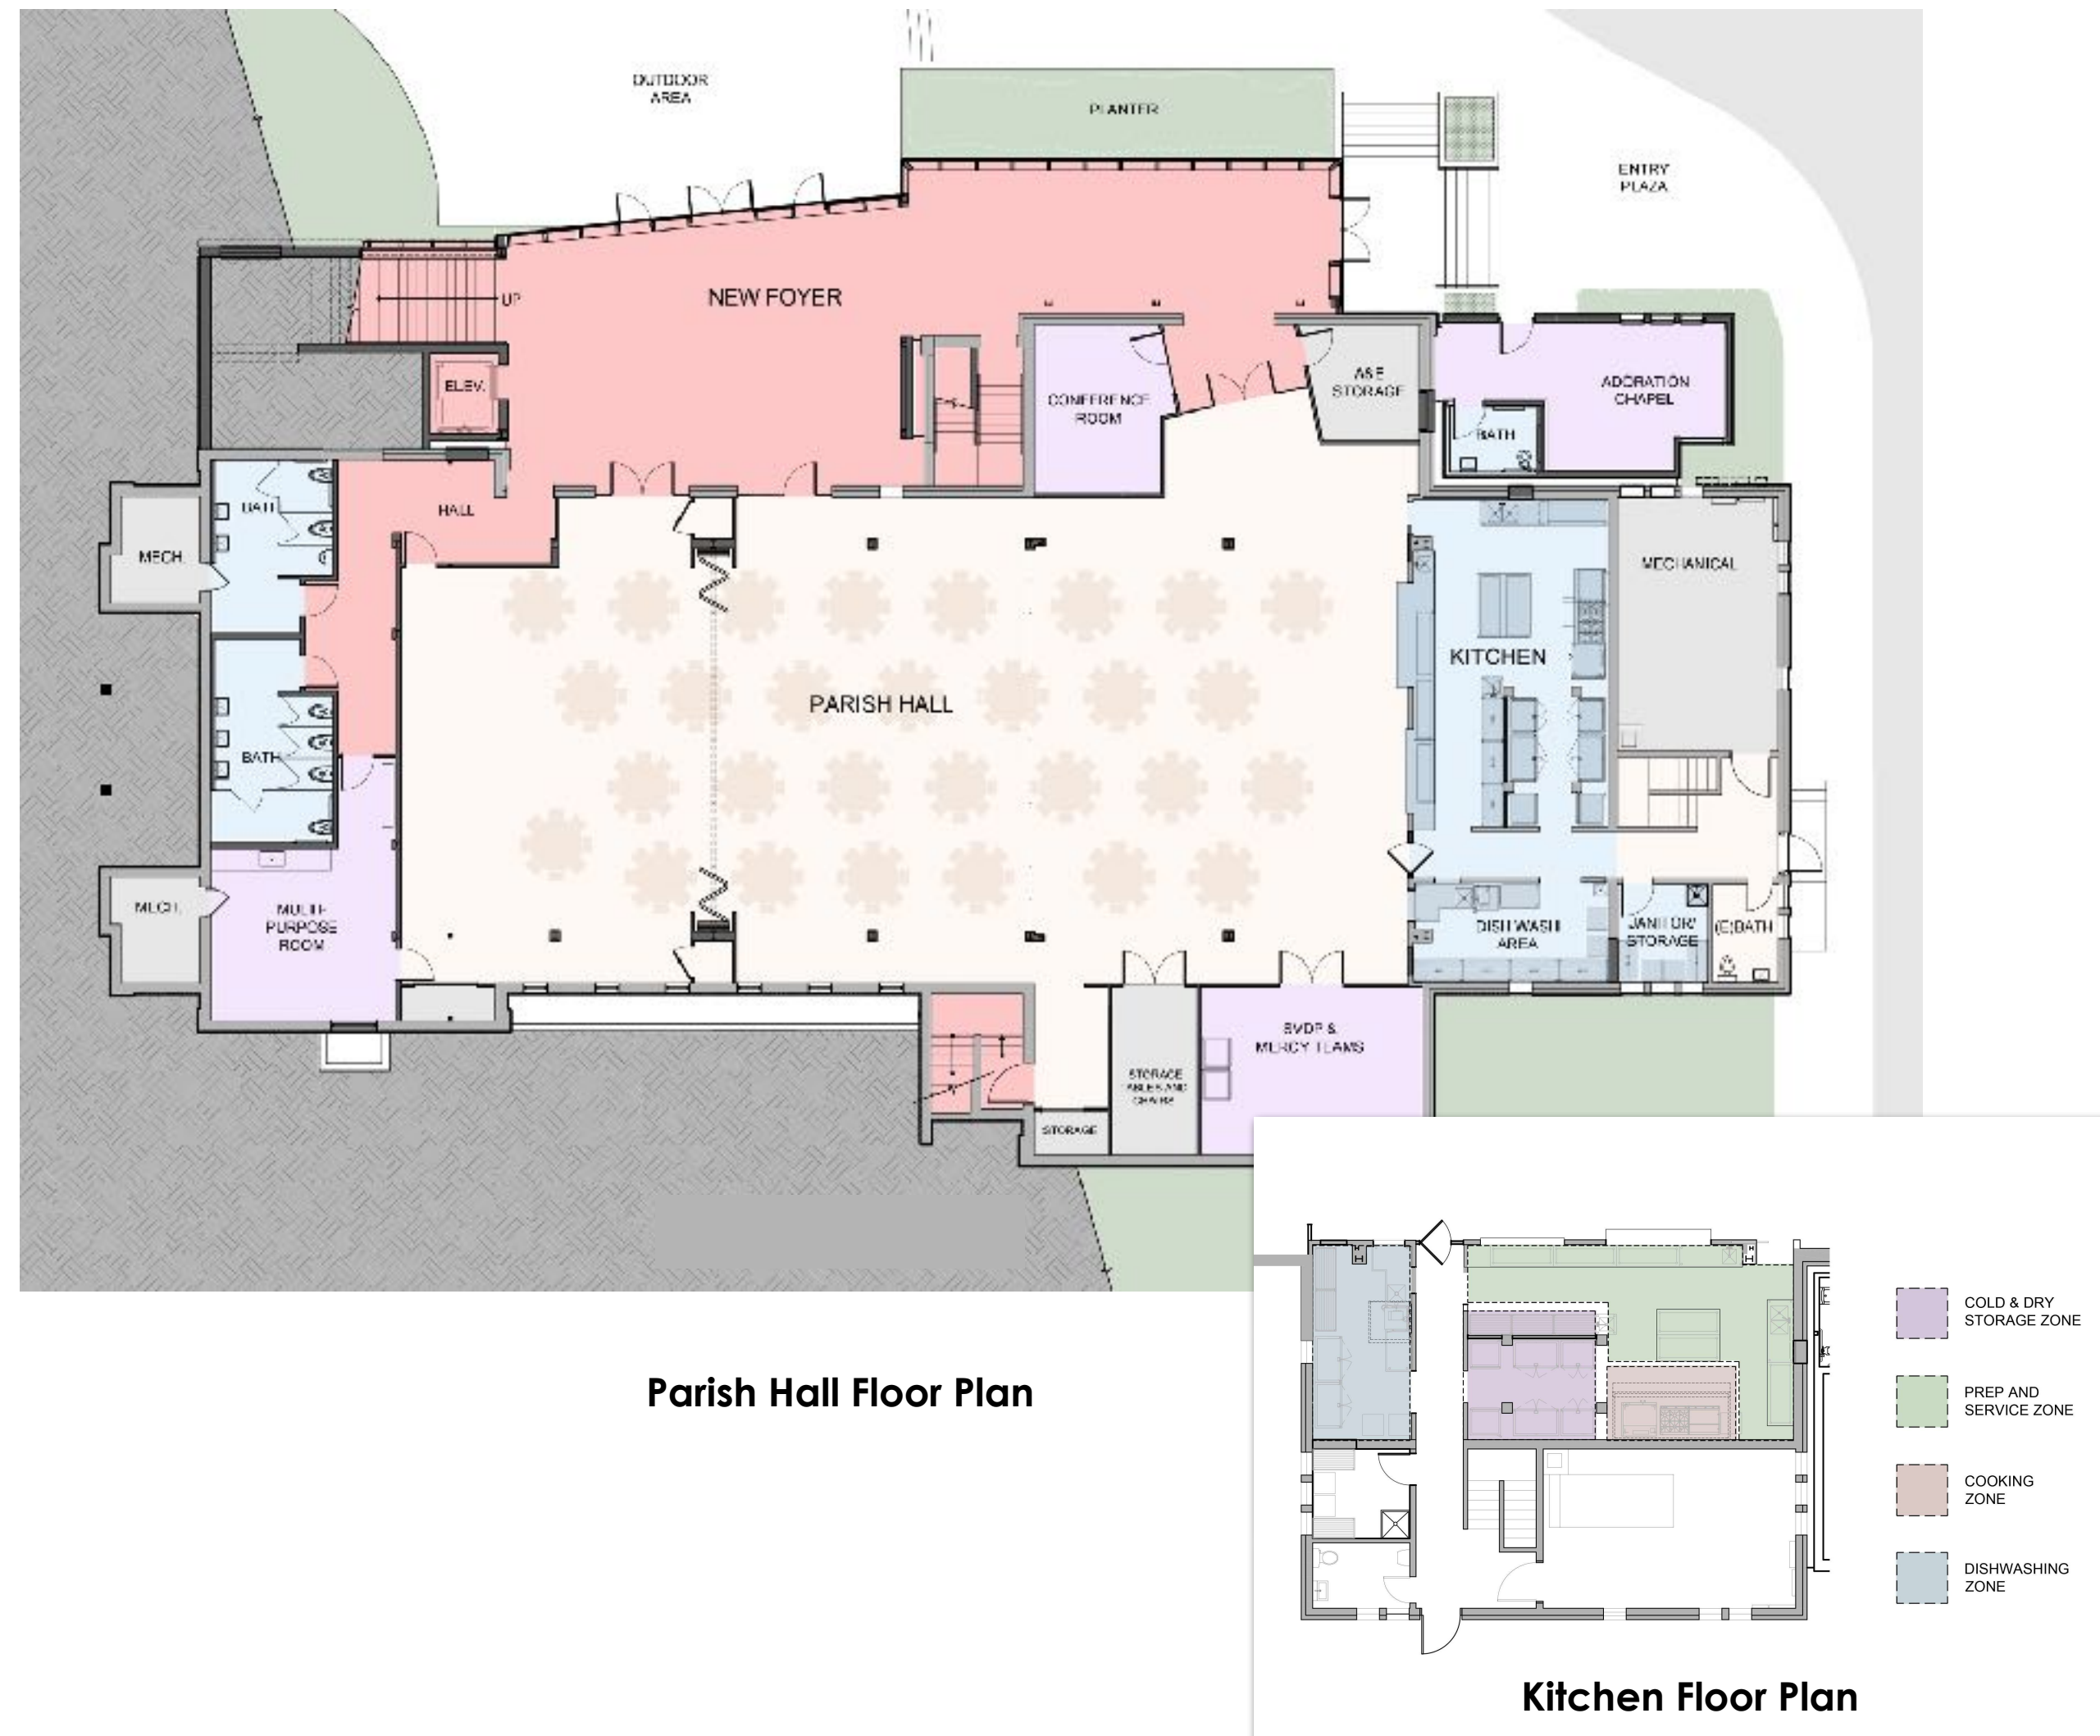 OUTDOOR
AREA
PLANTER
ENTRY
PLAZA
NEW FOYER
UP
ELEV.
CONFERENCE
ROOM
A&E
STORAGE
ADORATION
CHAPEL
BATH
BATH
HALL
MECH.
MECHANICAL
KITCHEN
PARISH HALL
BATH
MECH.
MULTI-
PURPOSE
ROOM
DISH WASH
AREA
JANITOR/
STORAGE
(E)BATH
SVDP &
MERCY TEAMS
STORAGE
TABLES AND
CHAIRS
STORAGE
Parish Hall Floor Plan
COLD & DRY
STORAGE ZONE
PREP AND
SERVICE ZONE
COOKING
ZONE
DISHWASHING
ZONE
Kitchen Floor Plan